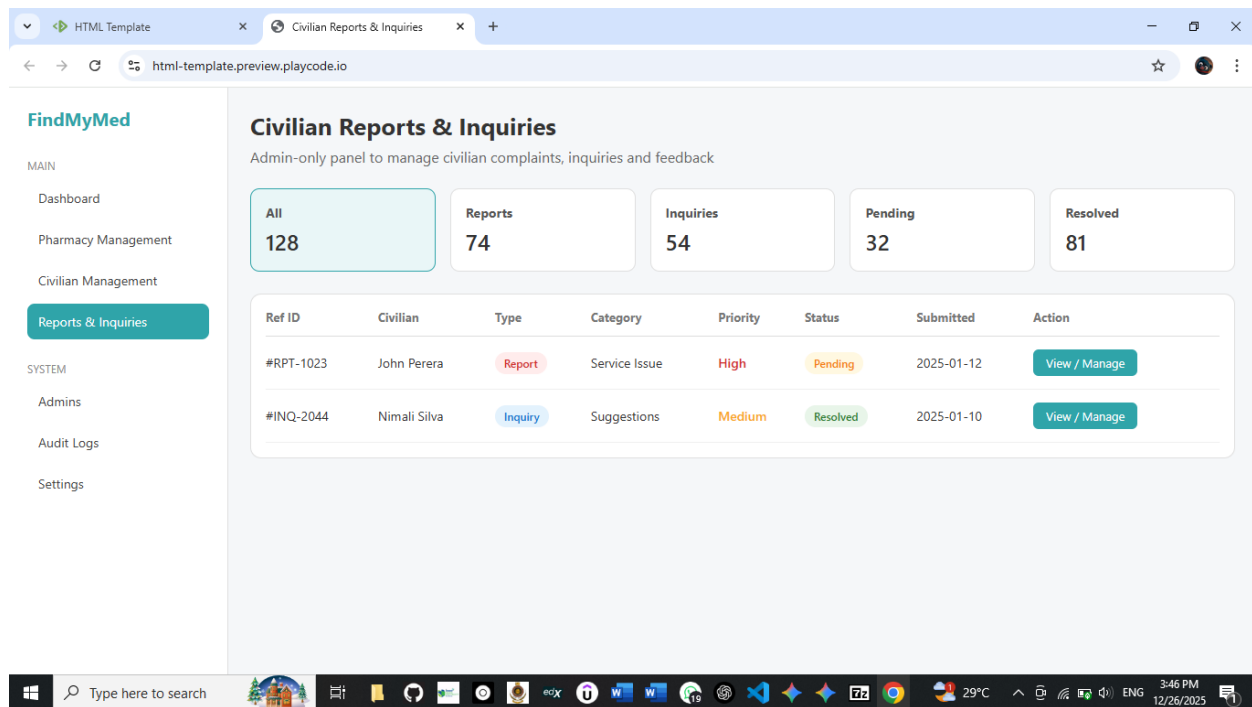 HTML Template
Civilian Reports & Inquiries
html-template.preview.playcode.io
FindMyMed
MAIN
Dashboard
Pharmacy Management
Civilian Management
Reports & Inquiries
SYSTEM
Admins
Audit Logs
Settings
Civilian Reports & Inquiries
Admin-only panel to manage civilian complaints, inquiries and feedback
All
128
Reports
74
Inquiries
54
Pending
32
Resolved
81
Ref ID Civilian Type Category Priority Status Submitted Action
#RPT-1023 John Perera Report Service Issue High Pending 2025-01-12 View / Manage
#INQ-2044 Nimali Silva Inquiry Suggestions Medium Resolved 2025-01-10 View / Manage
Type here to search
edX
W
W
19
7z
29°C
ENG
3:46 PM
12/26/2025
1